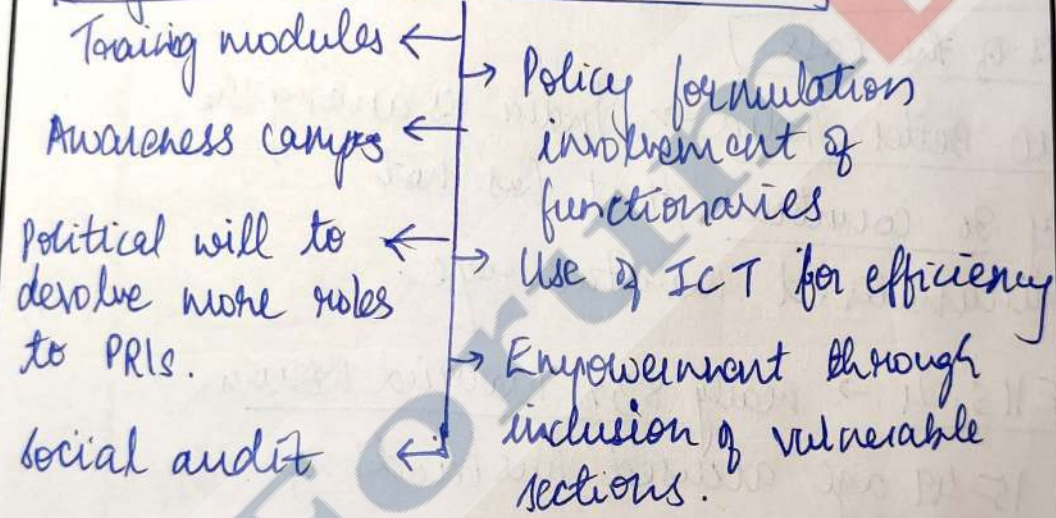 Training modules
Awareness camps
Political will to
devolve more roles
to PRIs.
Social audit
Policy formulation
involvement of
functionaries
Use of ICT for efficiency
Empowerment through
inclusion of vulnerable
sections.
Forum